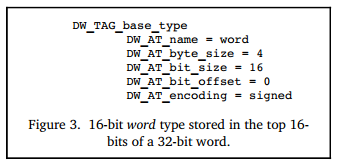 DW_TAG_base_type
DW_AT_name = word
DW_AT_byte_size = 4
DW_AT_bit_size = 16
DW_AT_bit_offset = 0
DW_AT_encoding = signed
Figure 3. 16-bit word type stored in the top 16-
bits of a 32-bit word.